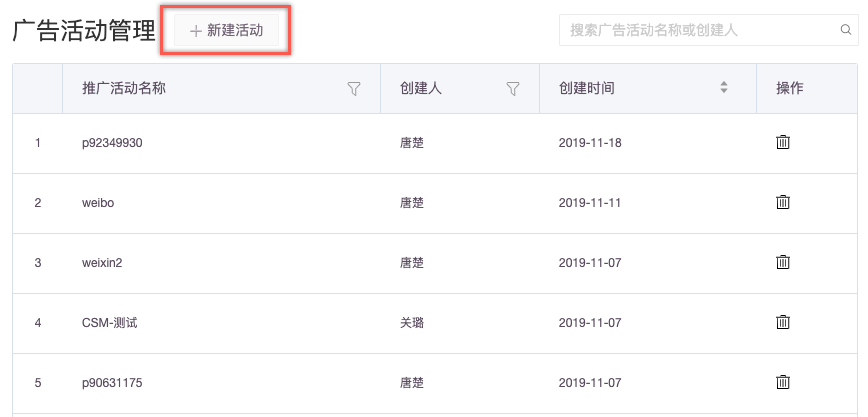 广告活动管理 + 新建活动 搜索广告活动名称或创建人
推广活动名称 创建人 创建时间 操作
1 p92349930 唐楚 2019-11-18
2 weibo 唐楚 2019-11-11
3 weixin2 唐楚 2019-11-07
4 CSM-测试 关璐 2019-11-07
5 p90631175 唐楚 2019-11-07